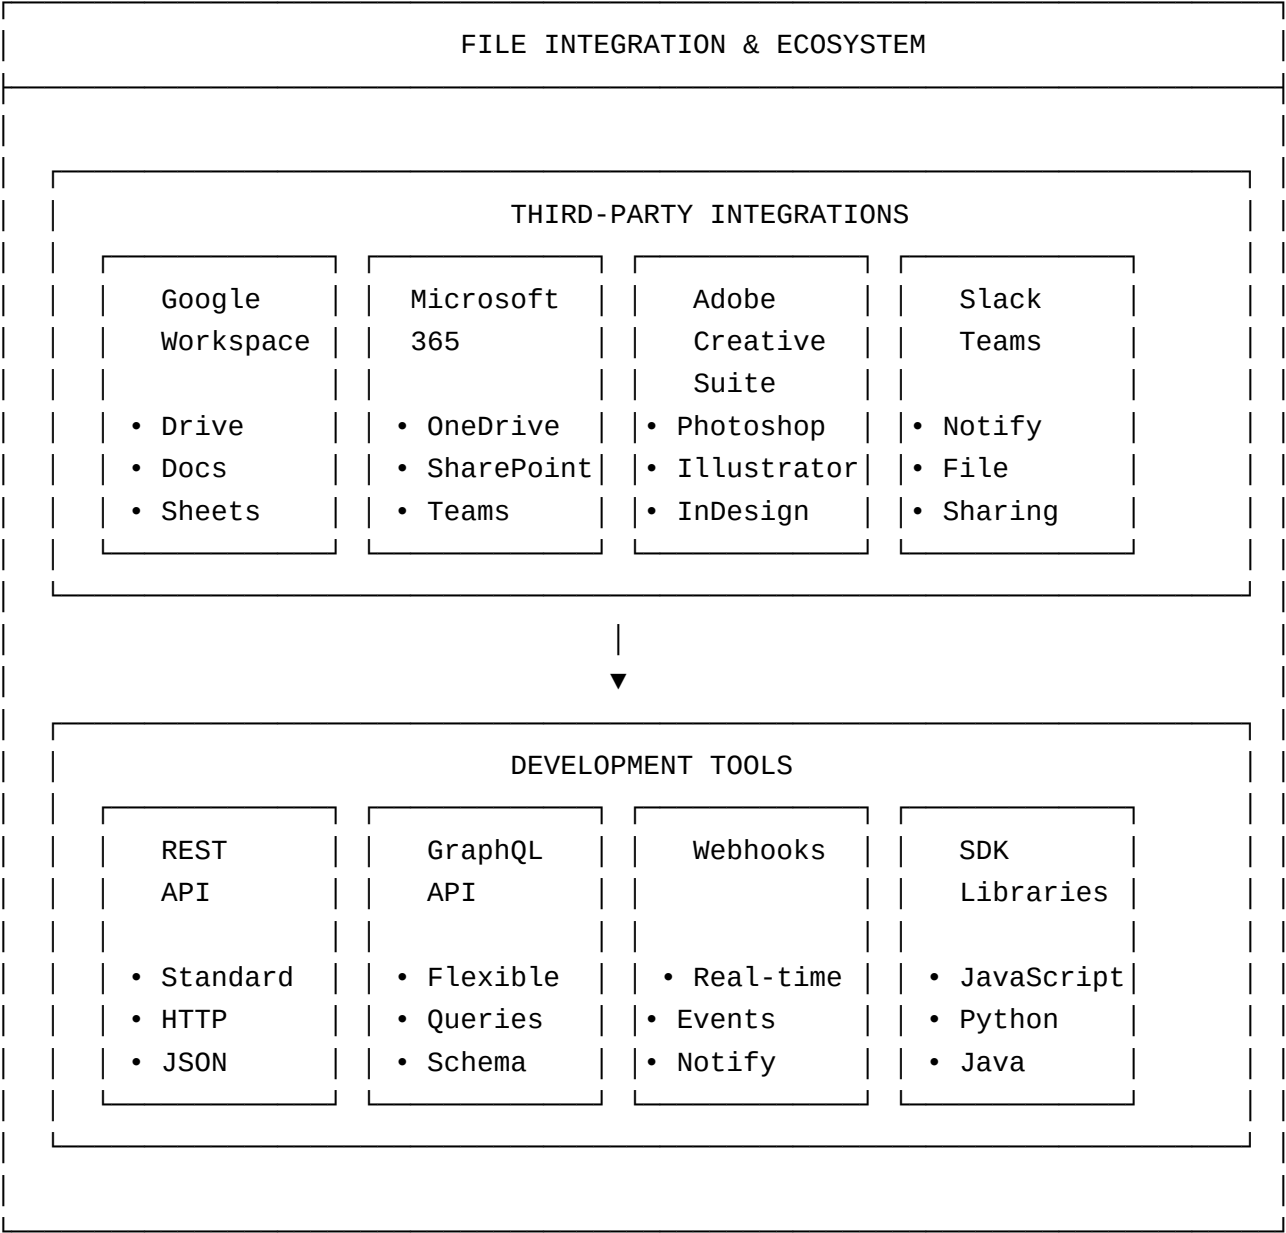 FILE INTEGRATION & ECOSYSTEM
THIRD-PARTY INTEGRATIONS
Google
Workspace
• Drive
• Docs
• Sheets
Microsoft
365
• OneDrive
• SharePoint
• Teams
Adobe
Creative
Suite
• Photoshop
• Illustrator
• InDesign
Slack
Teams
• Notify
• File
• Sharing
DEVELOPMENT TOOLS
REST
API
• Standard
• HTTP
• JSON
GraphQL
API
• Flexible
• Queries
• Schema
Webhooks
• Real-time
• Events
• Notify
SDK
Libraries
• JavaScript
• Python
• Java